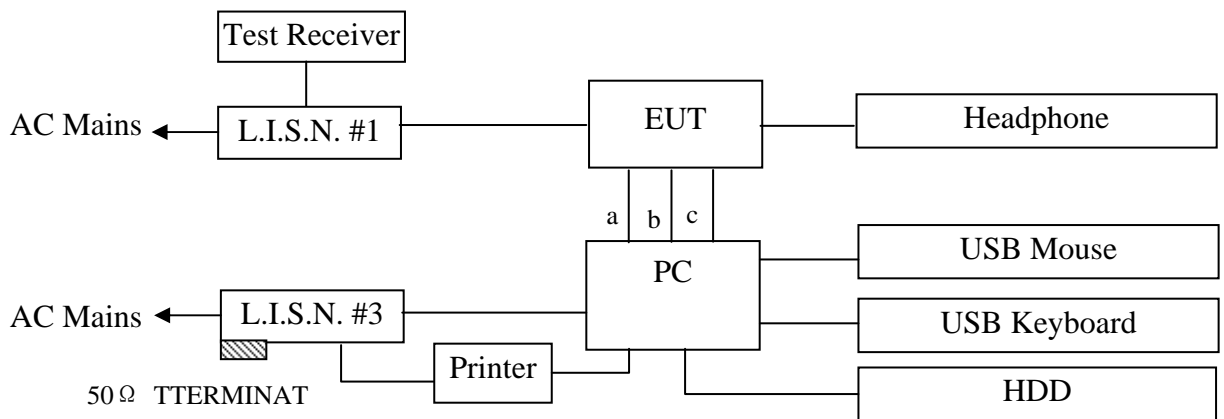 Test Receiver
AC Mains
L.I.S.N. #1
EUT
Headphone
a
b
c
PC
USB Mouse
AC Mains
L.I.S.N. #3
USB Keyboard
Printer
HDD
50Ω TTERMINAT